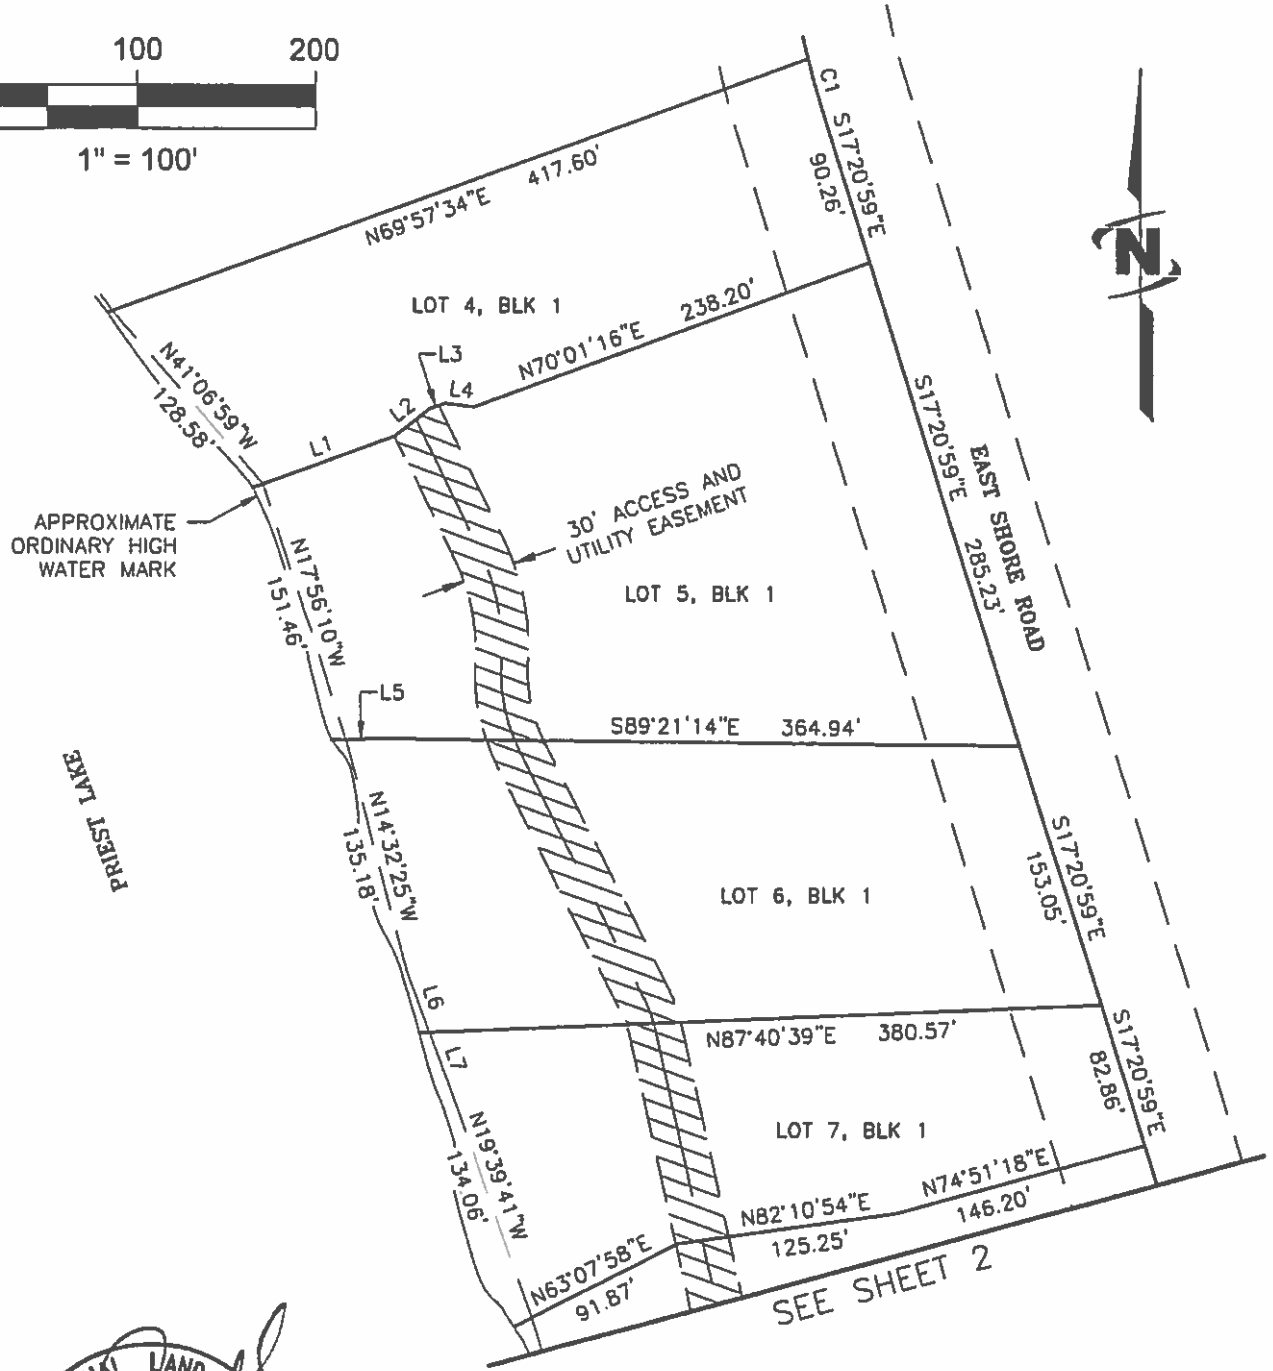 100 200
1" = 100'
C1 S17°20'59"E
90.26'
N69°57'34"E 417.60'
N
LOT 4, BLK 1
238.20'
N70°01'16"E
L3
L4
L2
L1
N41°06'59"W
128.58'
APPROXIMATE
ORDINARY HIGH
WATER MARK
30' ACCESS AND
UTILITY EASEMENT
S17°20'59"E
285.23'
EAST SHORE ROAD
LOT 5, BLK 1
N17°56'10"W
151.46'
L5
S89°21'14"E 364.94'
PRIEST LAKE
N14°32'25"W
135.18'
LOT 6, BLK 1
S17°20'59"E
153.05'
L6
N87°40'39"E 380.57'
L7
S17°20'59"E
82.86'
LOT 7, BLK 1
N19°39'41"W
134.06'
N74°51'18"E
146.20'
N82°10'54"E
125.25'
N63°07'58"E
91.87'
SEE SHEET 2
LAND